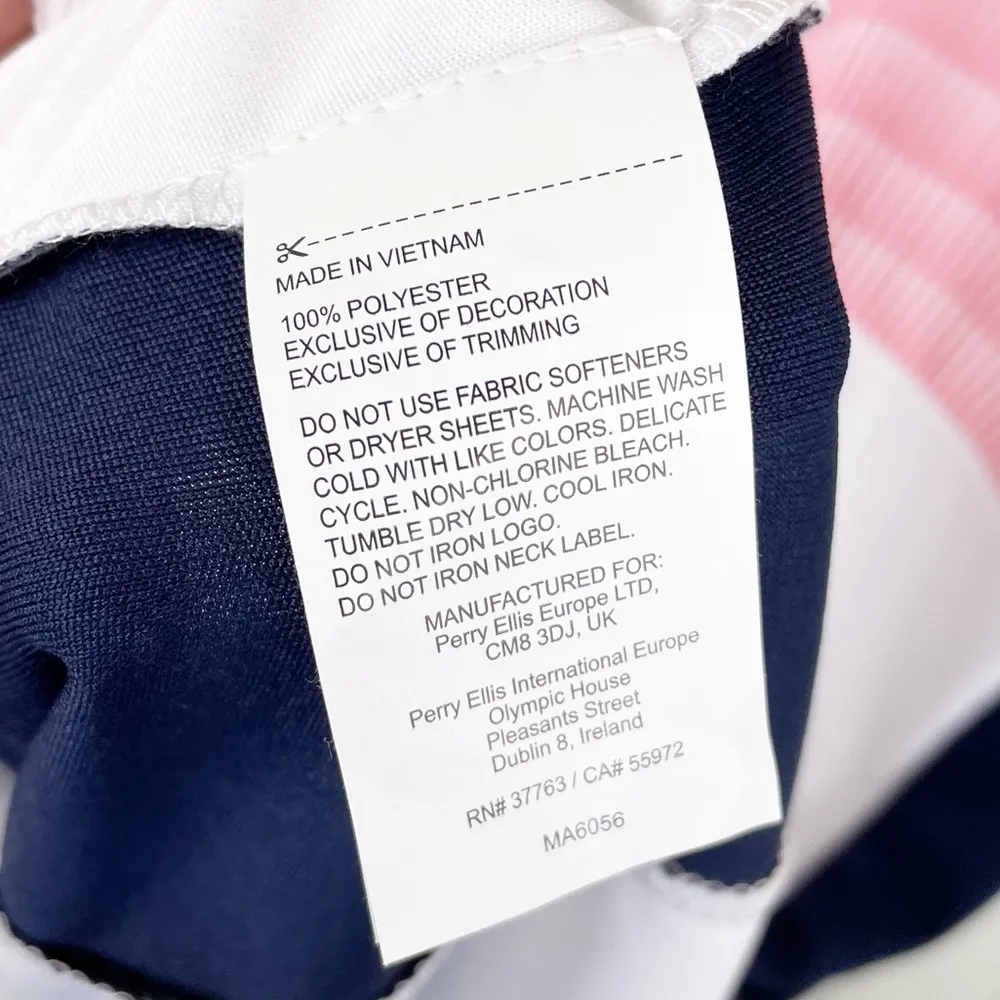 MADE IN VIETNAM
100% POLYESTER
EXCLUSIVE OF DECORATION
EXCLUSIVE OF TRIMMING
DO NOT USE FABRIC SOFTENERS
OR DRYER SHEETS. MACHINE WASH
COLD WITH LIKE COLORS. DELICATE
CYCLE. NON-CHLORINE BLEACH.
TUMBLE DRY LOW. COOL IRON.
DO NOT IRON LOGO.
DO NOT IRON NECK LABEL.
MANUFACTURED FOR:
Perry Ellis Europe LTD,
CM8 3DJ, UK
Perry Ellis International Europe
Olympic House
Pleasants Street
Dublin 8, Ireland
RN# 37763 / CA# 55972
MA6056